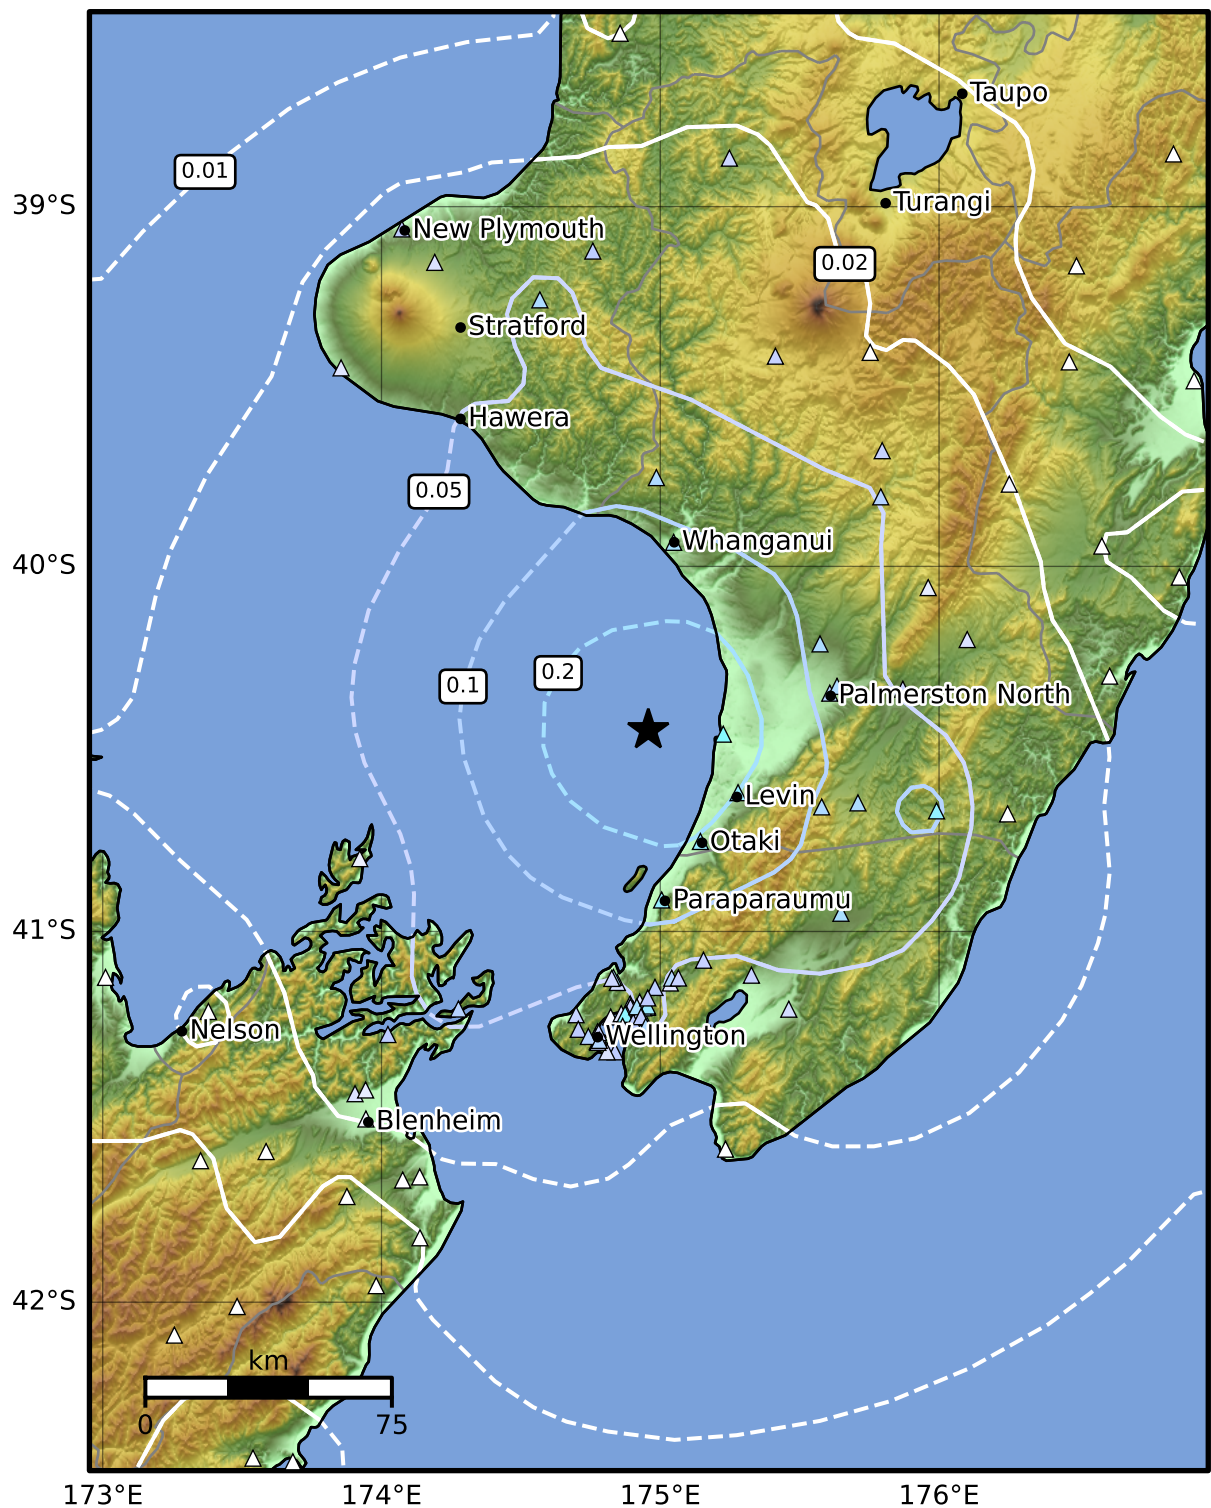 Taupo
0.01
39°S
Turangi
New Plymouth
0.02
Stratford
Hawera
0.05
Whanganui
40°S
0.2
0.1
Palmerston North
Levin
Otaki
Paraparaumu
41°S
Nelson
Wellington
Blenheim
42°S
km
0 75
173°E 174°E 175°E 176°E